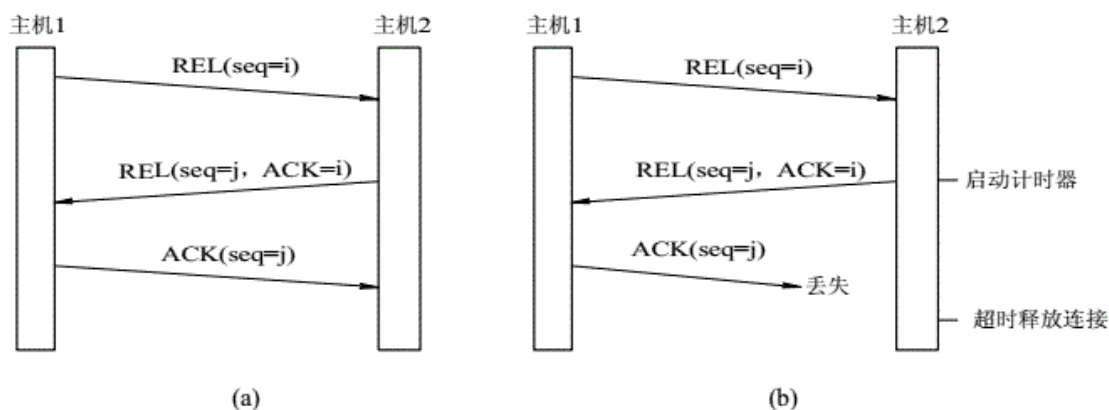 主机1
主机2
REL(seq=i)
REL(seq=j，ACK=i)
ACK(seq=j)
(a)
主机1
主机2
REL(seq=i)
REL(seq=j，ACK=i)
启动计时器
ACK(seq=j)
丢失
超时释放连接
(b)